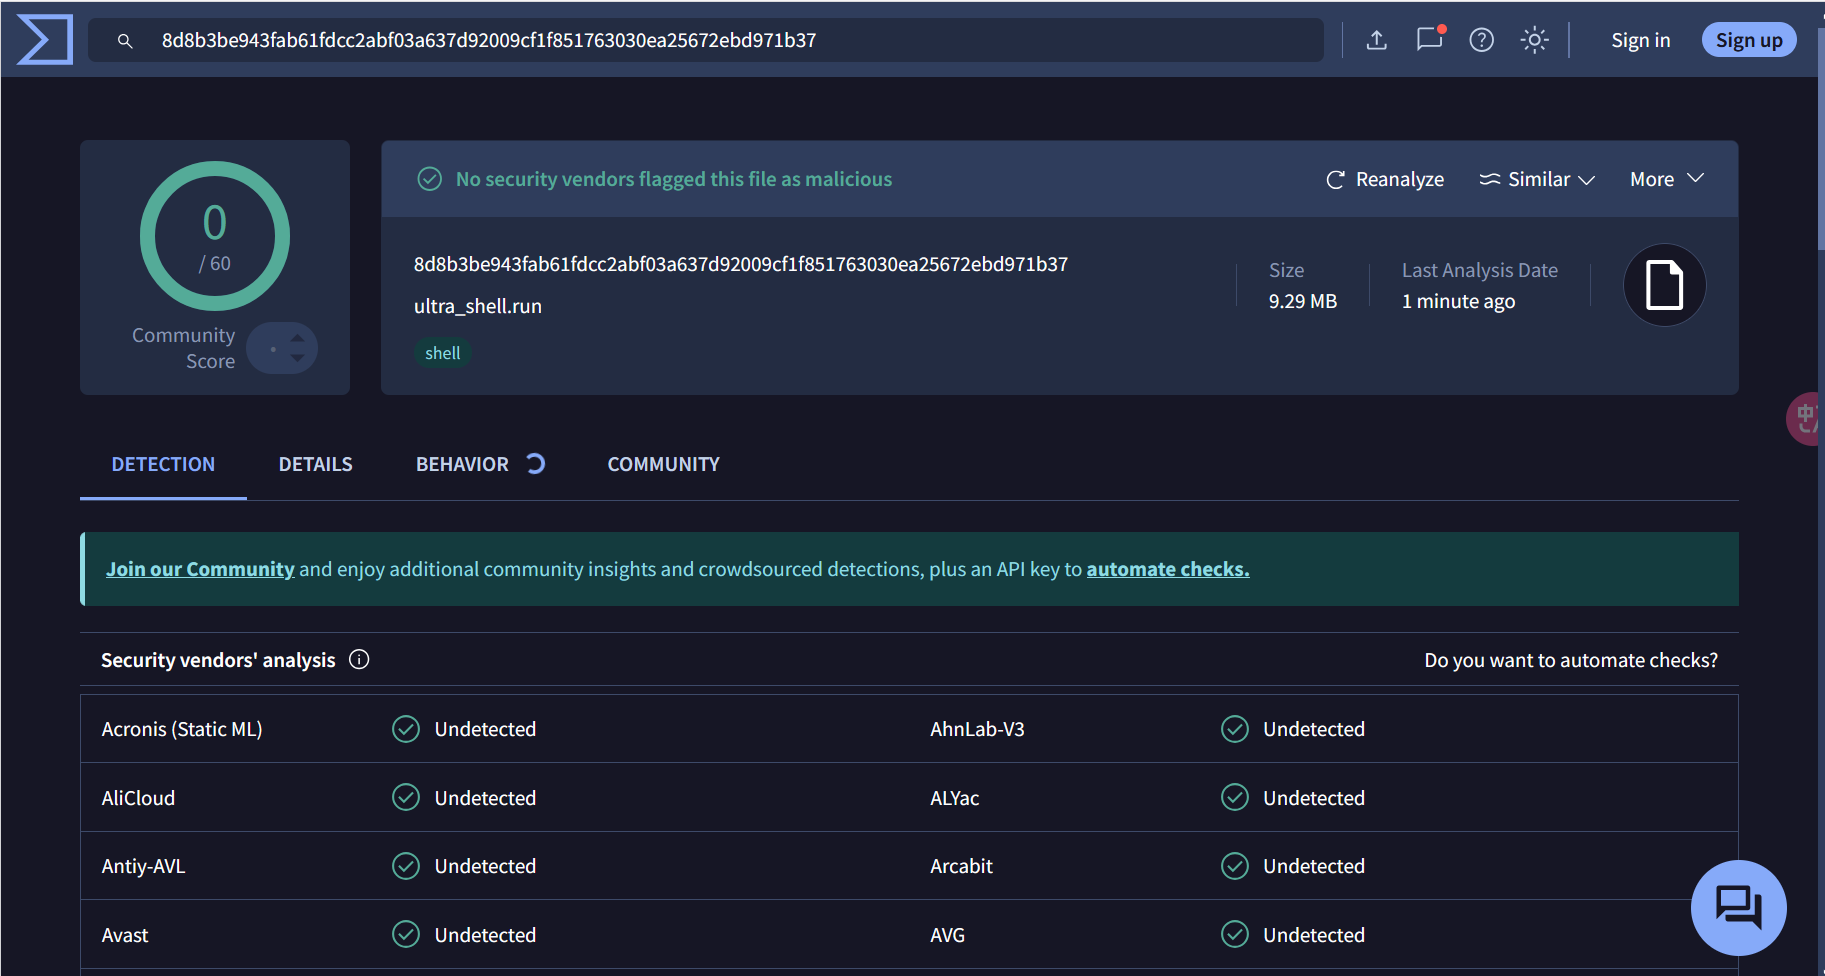 8d8b3be943fab61fdcc2abf03a637d92009cf1f851763030ea25672ebd971b37
Sign in
Sign up
0
/ 60
Community
Score
No security vendors flagged this file as malicious
Reanalyze
Similar
More
8d8b3be943fab61fdcc2abf03a637d92009cf1f851763030ea25672ebd971b37
ultra_shell.run
shell
Size
9.29 MB
Last Analysis Date
1 minute ago
DETECTION
DETAILS
BEHAVIOR
COMMUNITY
Join our Community and enjoy additional community insights and crowdsourced detections, plus an API key to automate checks.
Security vendors' analysis
Do you want to automate checks?
Acronis (Static ML)
Undetected
AhnLab-V3
Undetected
AliCloud
Undetected
ALYac
Undetected
Antiy-AVL
Undetected
Arcabit
Undetected
Avast
Undetected
AVG
Undetected